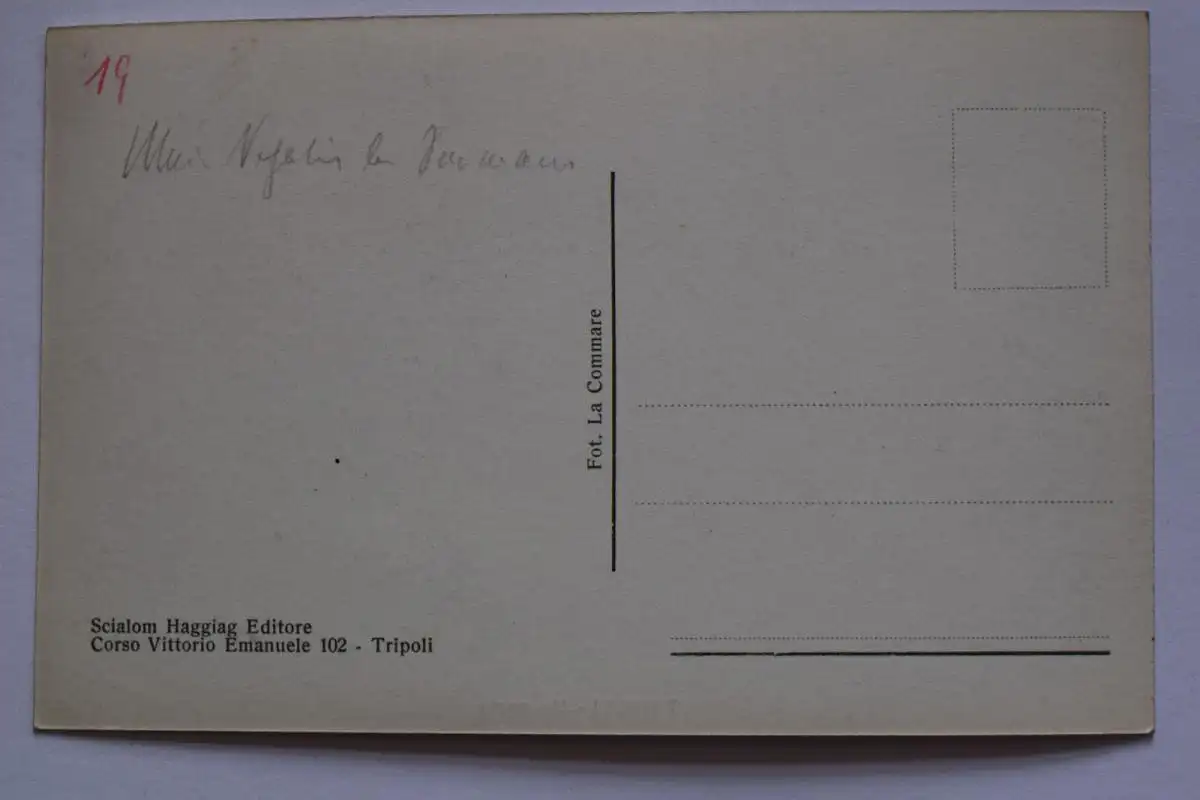 19
Fot. La Commare
Scialom Haggiag Editore
Corso Vittorio Emanuele 102 - Tripoli